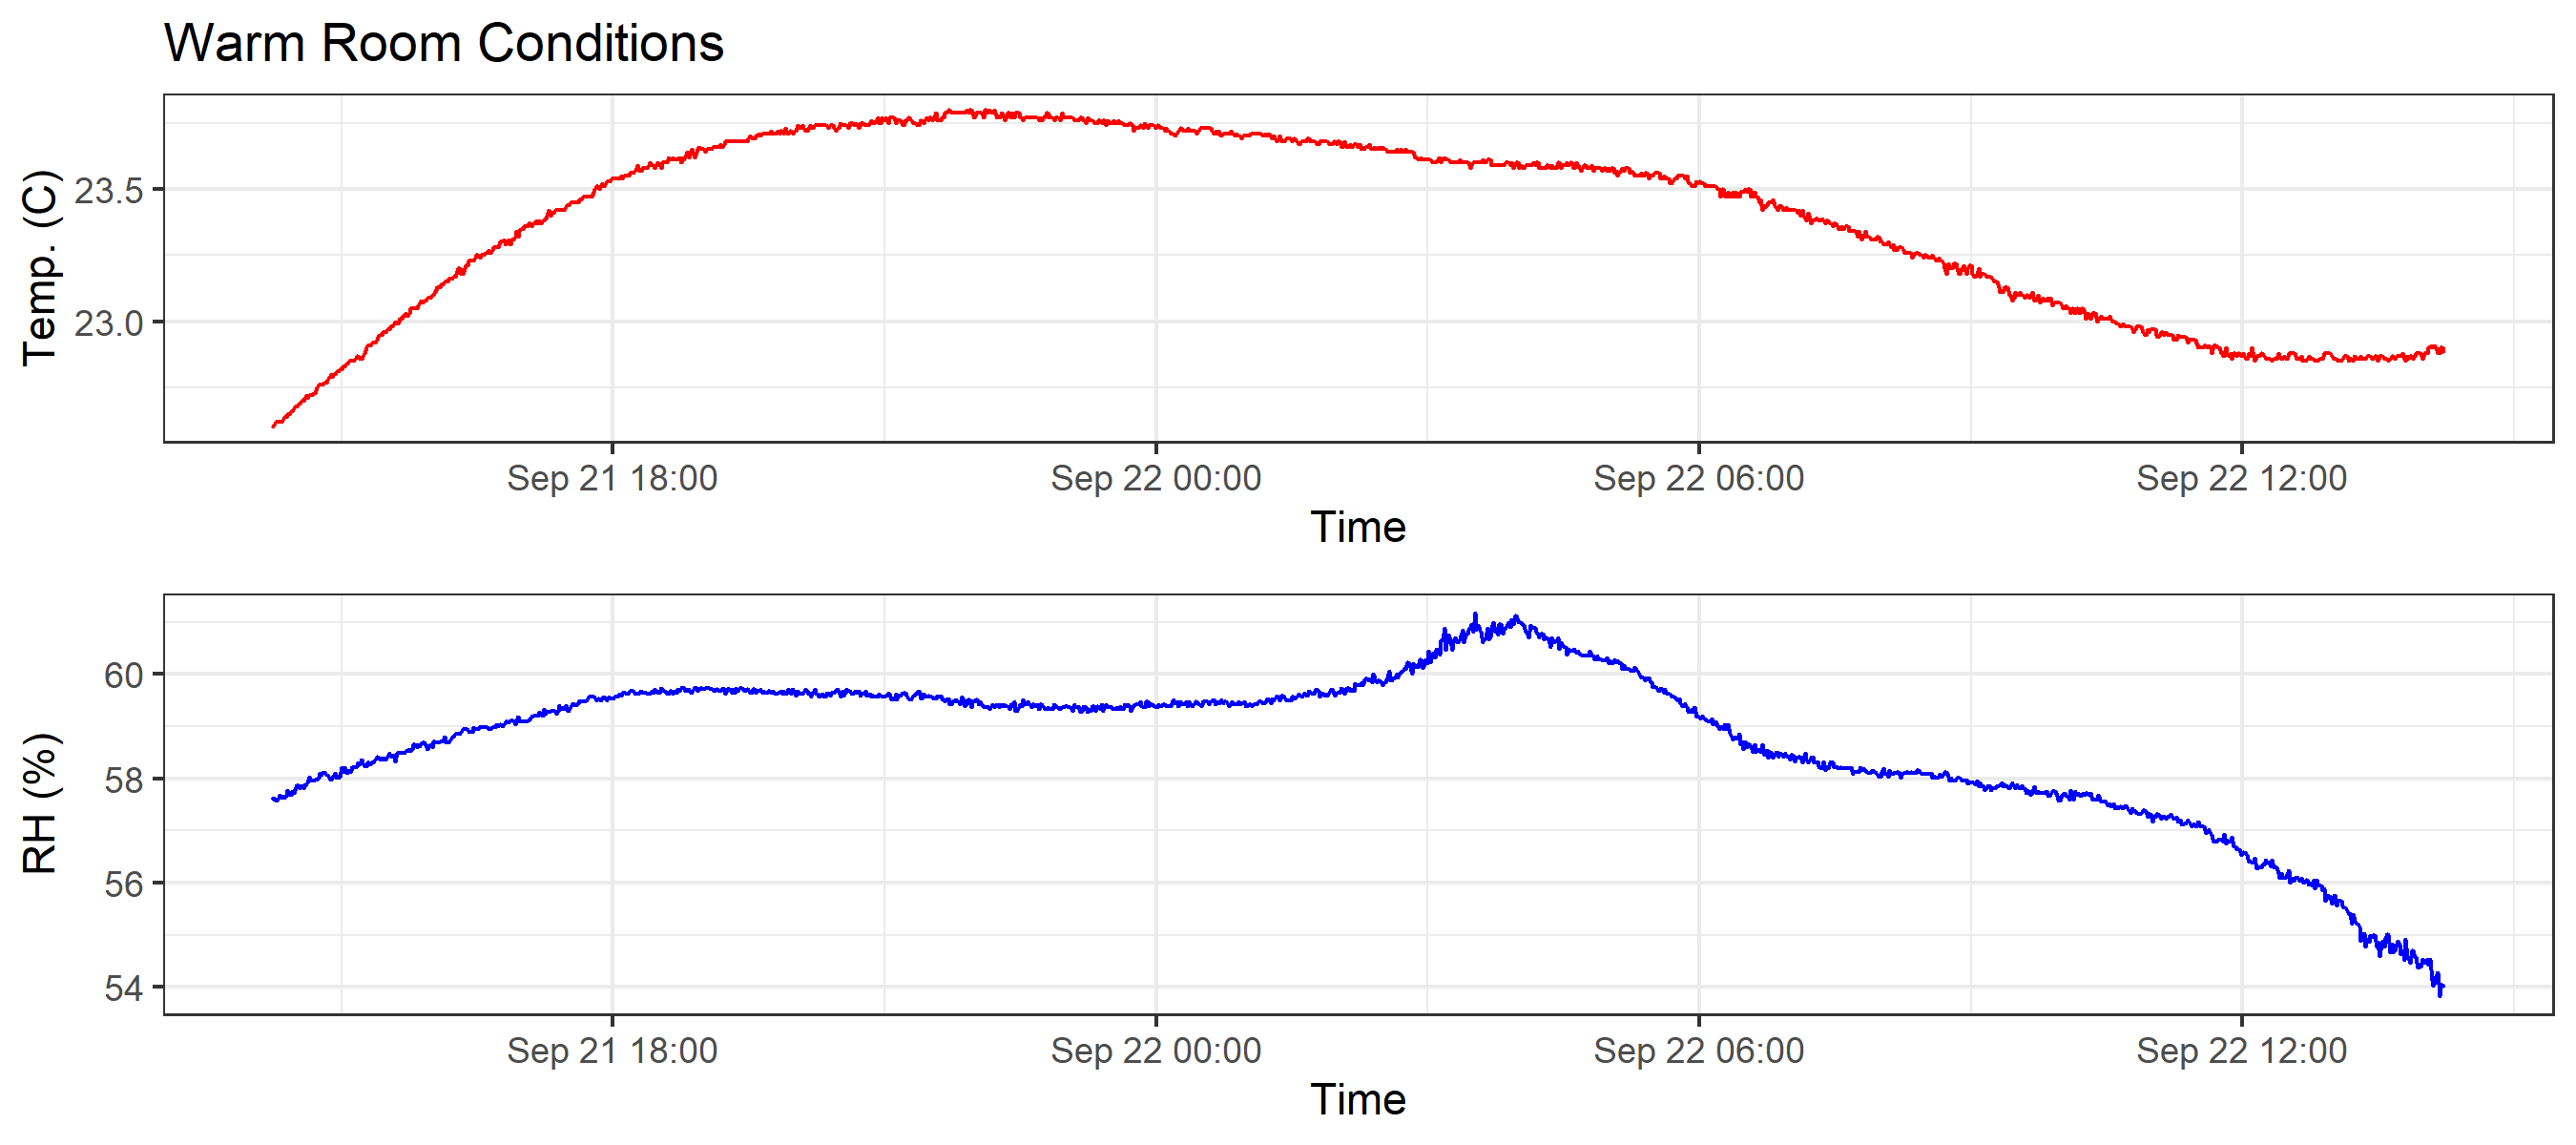 Warm Room Conditions
Temp. (C)
23.5
23.0
Sep 21 18:00 Sep 22 00:00 Sep 22 06:00 Sep 22 12:00
Time
RH (%)
60
58
56
54
Sep 21 18:00 Sep 22 00:00 Sep 22 06:00 Sep 22 12:00
Time